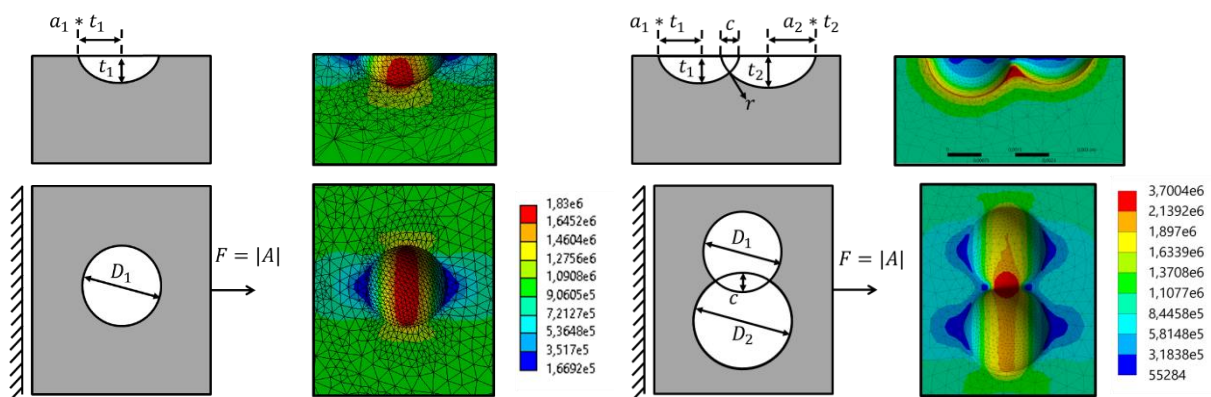 a₁ * t₁
t₁
D₁
F = |A|
1,83e6
1,6452e6
1,4604e6
1,2756e6
1,0908e6
9,0605e5
7,2127e5
5,3648e5
3,517e5
1,6692e5
a₁ * t₁
c
a₂ * t₂
t₁
t₂
r
D₁
c
D₂
F = |A|
3,7004e6
2,1392e6
1,897e6
1,6339e6
1,3708e6
1,1077e6
8,4458e5
5,8148e5
3,1838e5
55284